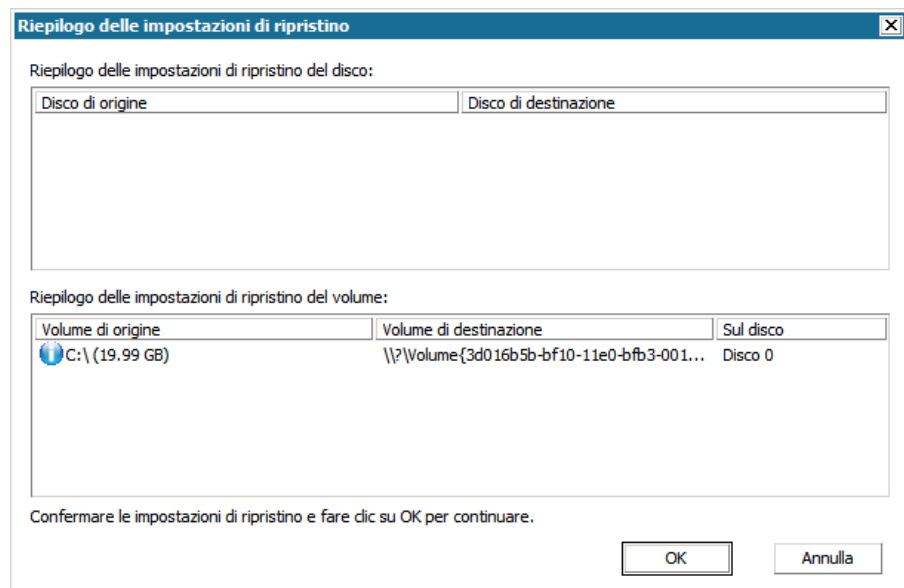 Riepilogo delle impostazioni di ripristino
Riepilogo delle impostazioni di ripristino del disco:
Disco di origine Disco di destinazione
Riepilogo delle impostazioni di ripristino del volume:
Volume di origine Volume di destinazione Sul disco
C:\ (19.99 GB) \\?\Volume{3d016b5b-bf10-11e0-bfb3-001... Disco 0
Confermare le impostazioni di ripristino e fare clic su OK per continuare.
OK Annulla